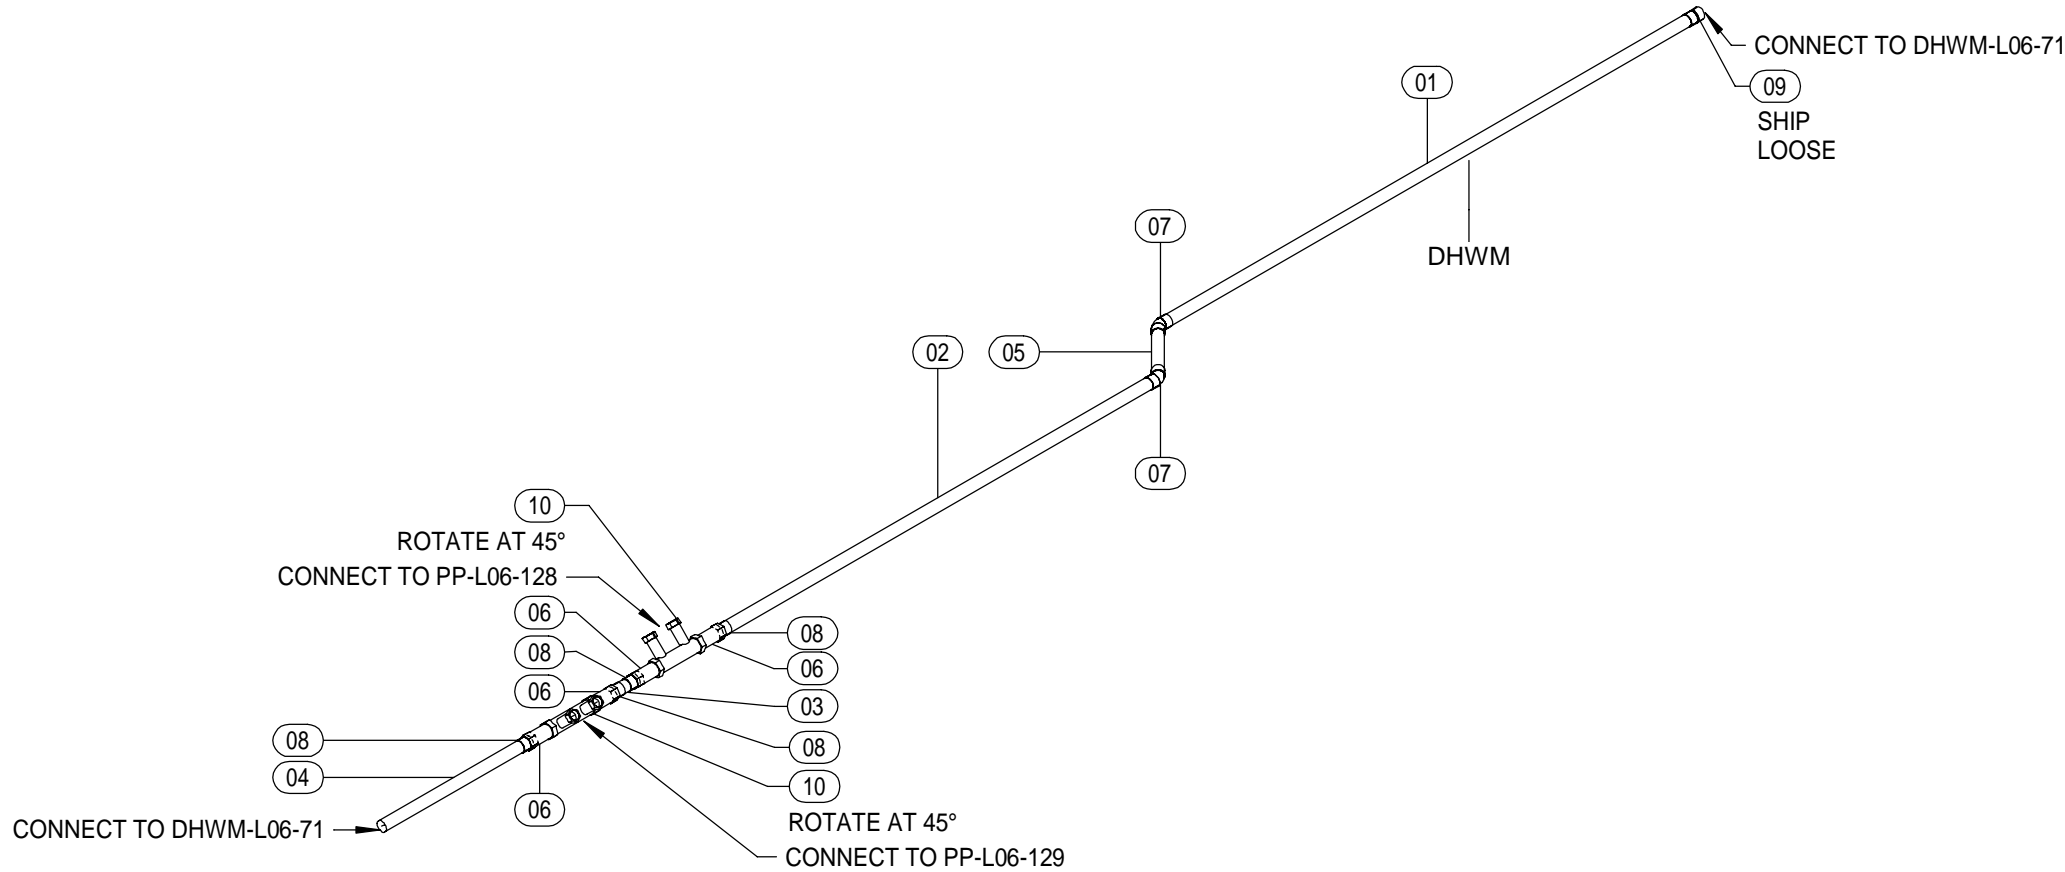 CONNECT TO DHWM-L06-71
01
09
SHIP
LOOSE
07
DHWM
02
05
07
10
ROTATE AT 45°
CONNECT TO PP-L06-128
06
08
08
06
06
03
08
08
04
10
06
CONNECT TO DHWM-L06-71
ROTATE AT 45°
CONNECT TO PP-L06-129